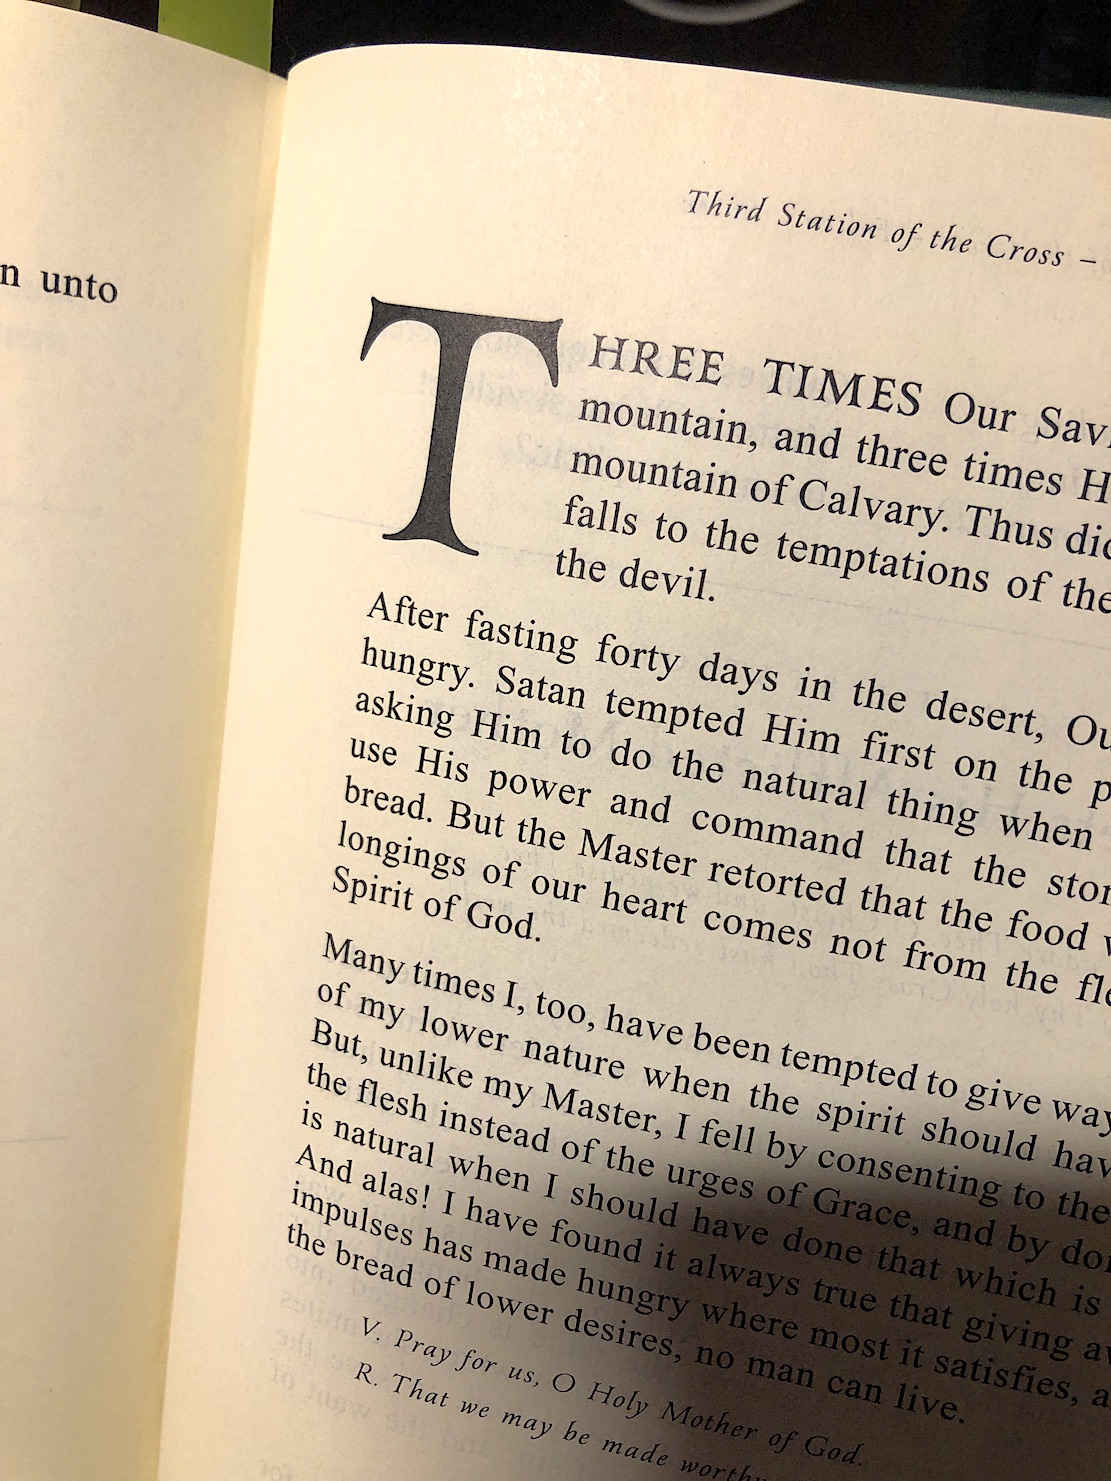 n unto
Third Station of the Cross –
THREE TIMES Our Sav
mountain, and three times H
mountain of Calvary. Thus did
falls to the temptations of the
the devil.
After fasting forty days in the desert, Ou
hungry. Satan tempted Him first on the p
asking Him to do the natural thing when
use His power and command that the ston
bread. But the Master retorted that the food w
longings of our heart comes not from the fle
Spirit of God.
Many times I, too, have been tempted to give way
of my lower nature when the spirit should hav
But, unlike my Master, I fell by consenting to the
the flesh instead of the urges of Grace, and by doi
is natural when I should have done that which is
And alas! I have found it always true that giving aw
impulses has made hungry where most it satisfies, a
the bread of lower desires, no man can live.
V. Pray for us, O Holy Mother of God.
R. That we may be made worthy